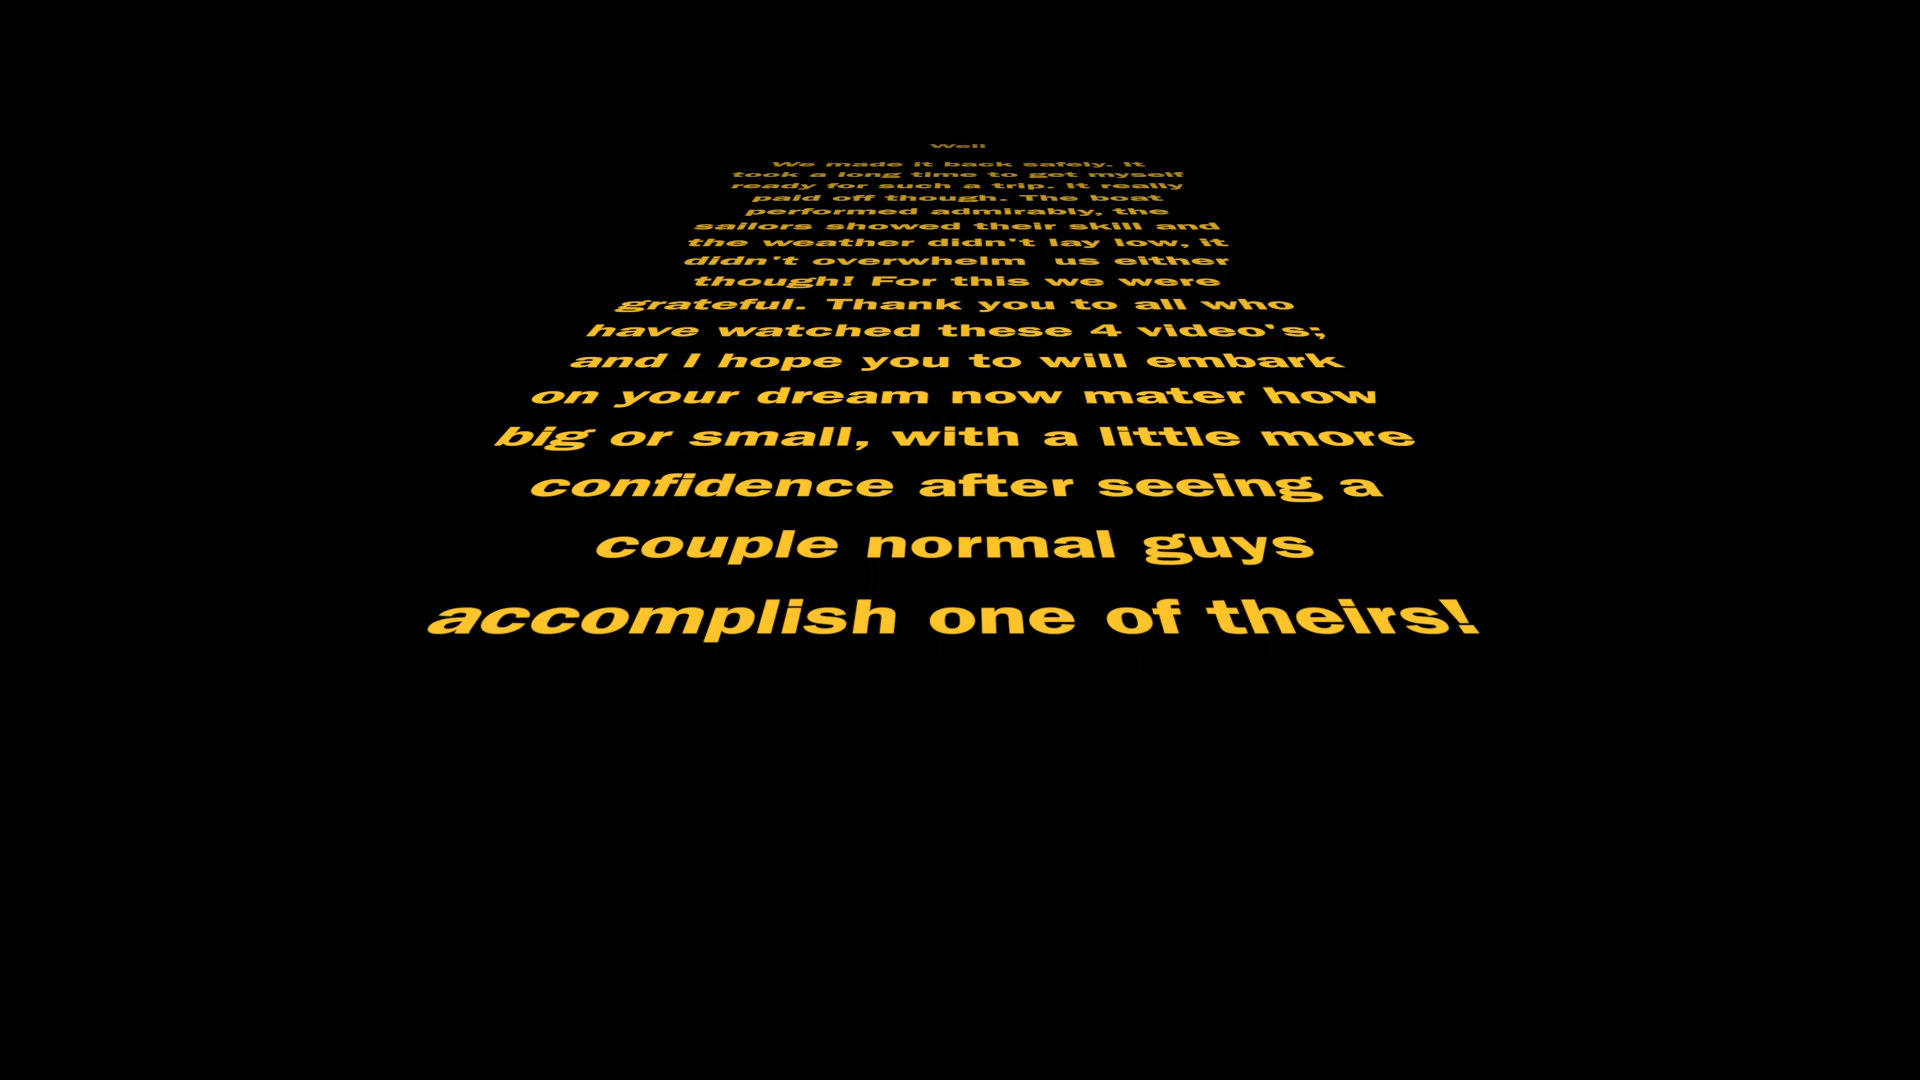 Well
We made it back safely. It
took a long time to get myself
ready for such a trip. It really
paid off though. The boat
performed admirably, the
sailors showed their skill and
the weather didn't lay low, it
didn't overwhelm  us either
though! For this we were
grateful. Thank you to all who
have watched these 4 video's;
and I hope you to will embark
on your dream now mater how
big or small, with a little more
confidence after seeing a
couple normal guys
accomplish one of theirs!